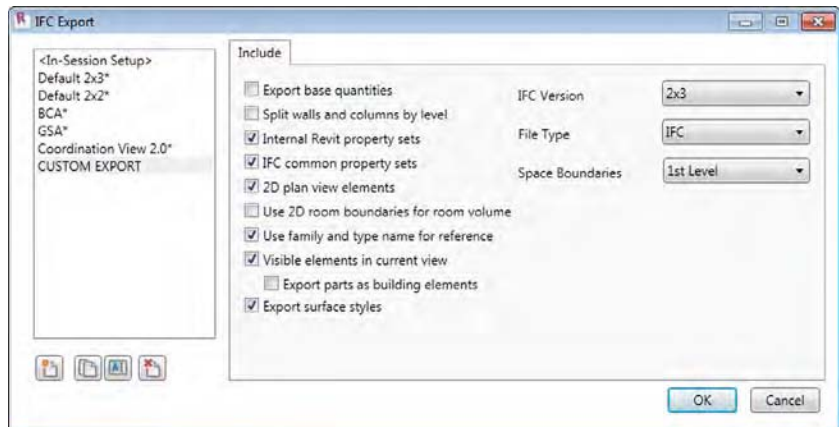 IFC Export
<In-Session Setup>
Default 2x3*
Default 2x2*
BCA*
GSA*
Coordination View 2.0*
CUSTOM EXPORT
Include
Export base quantities
Split walls and columns by level
Internal Revit property sets
IFC common property sets
2D plan view elements
Use 2D room boundaries for room volume
Use family and type name for reference
Visible elements in current view
Export parts as building elements
Export surface styles
IFC Version 2x3
File Type IFC
Space Boundaries 1st Level
OK Cancel